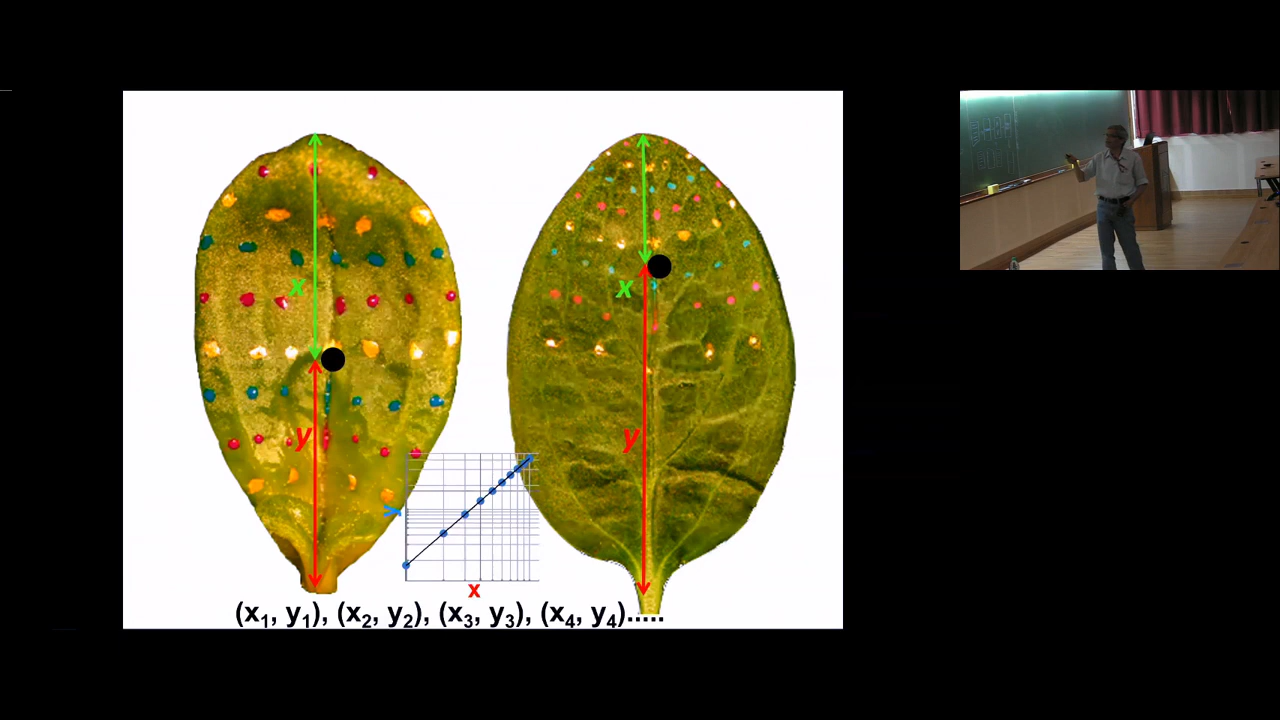 x
x
y
y
y
x
(x₁, y₁), (x₂, y₂), (x₃, y₃), (x₄, y₄).....